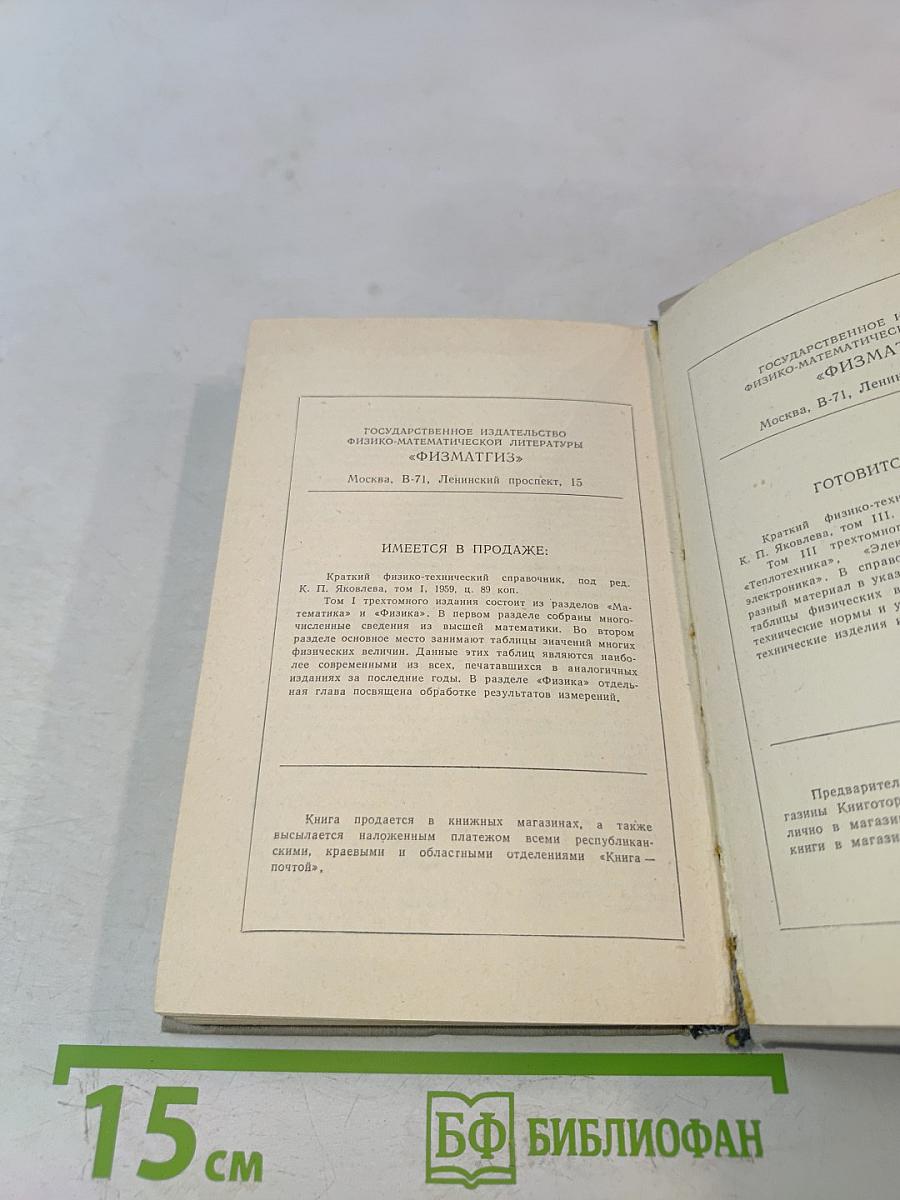 ГОСУДАРСТВЕННОЕ ИЗДАТЕЛЬСТВО
ФИЗИКО-МАТЕМАТИЧЕСКОЙ ЛИТЕРАТУРЫ
«ФИЗМАТГИЗ»
Москва, В-71, Ленинский проспект, 15
ИМЕЕТСЯ В ПРОДАЖЕ:
Краткий физико-технический справочник, под ред.
К. П. Яковлева, том I, 1959, ц. 89 коп.
Том I трехтомного издания состоит из разделов «Ма-
тематика» и «Физика». В первом разделе собраны много-
численные сведения из высшей математики. Во втором
разделе основное место занимают таблицы значений многих
физических величин. Данные этих таблиц являются наибо-
лее современными из всех, печатавшихся в аналогичных
изданиях за последние годы. В разделе «Физика» отдель-
ная глава посвящена обработке результатов измерений.
Книга продается в книжных магазинах, а также
высылается наложенным платежом всеми республикан-
скими, краевыми и областными отделениями «Книга —
почтой».
ГОСУДАРСТВЕННОЕ
ФИЗИКО-МАТЕМАТИЧЕС
«ФИЗМАТ
Москва, В-71, Ленин
ГОТОВИТС
Краткий физико-тех
К. П. Яковлева, том III.
Том III трехтомног
«Теплотехника», «Элек
электроника». В справо
разный материал в указ
таблицы физических в
технические нормы и у
технические изделия и
Предварител
газины Книготор
лично в магази
книги в магази
15 см
БФ БИБЛИОФАН